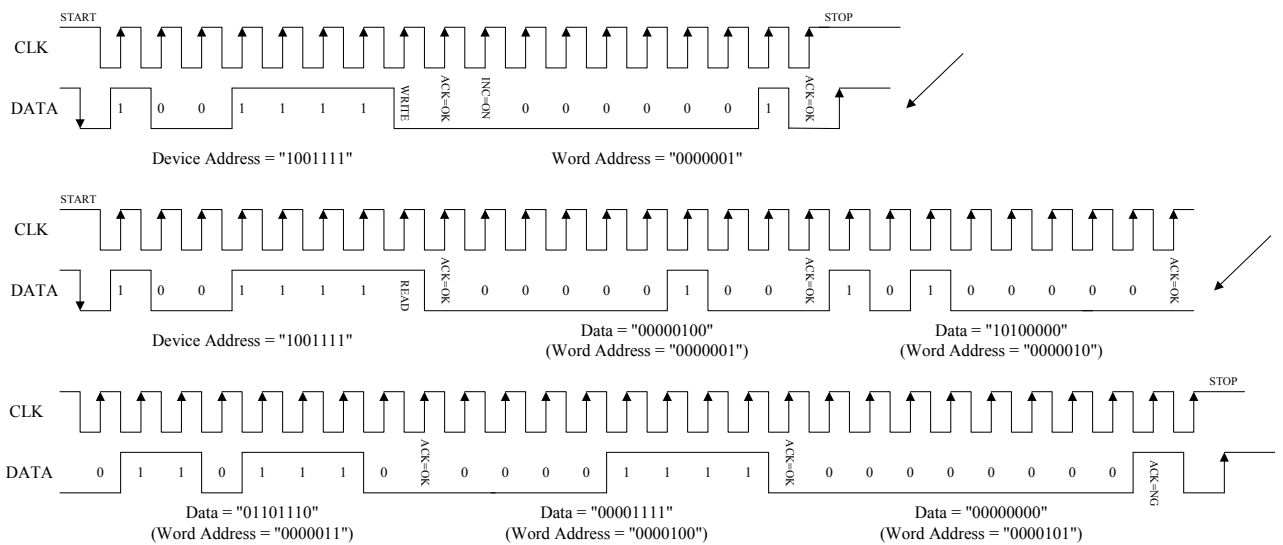 START STOP
CLK
DATA 1 0 0 1 1 1 1 WRITE ACK=OK INC=ON 0 0 0 0 0 0 1 ACK=OK
Device Address = "1001111" Word Address = "0000001"
START
CLK
DATA 1 0 0 1 1 1 1 READ ACK=OK 0 0 0 0 0 1 0 0 ACK=OK 1 0 1 0 0 0 0 0 ACK=OK
Device Address = "1001111" Data = "00000100" Data = "10100000"
(Word Address = "0000001") (Word Address = "0000010")
STOP
CLK
DATA 0 1 1 0 1 1 1 0 ACK=OK 0 0 0 0 1 1 1 1 ACK=OK 0 0 0 0 0 0 0 0 ACK=NG
Data = "01101110" Data = "00001111" Data = "00000000"
(Word Address = "0000011") (Word Address = "0000100") (Word Address = "0000101")